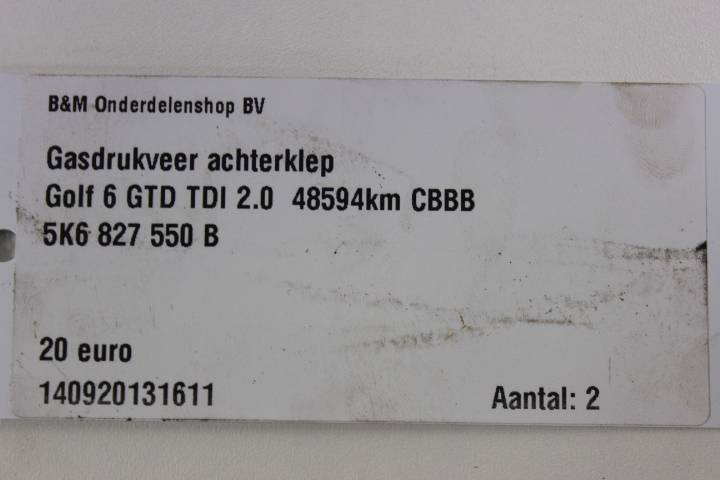 B&M Onderdelenshop BV
Gasdrukveer achterklep
Golf 6 GTD TDI 2.0 48594km CBBB
5K6 827 550 B
20 euro
140920131611 Aantal: 2